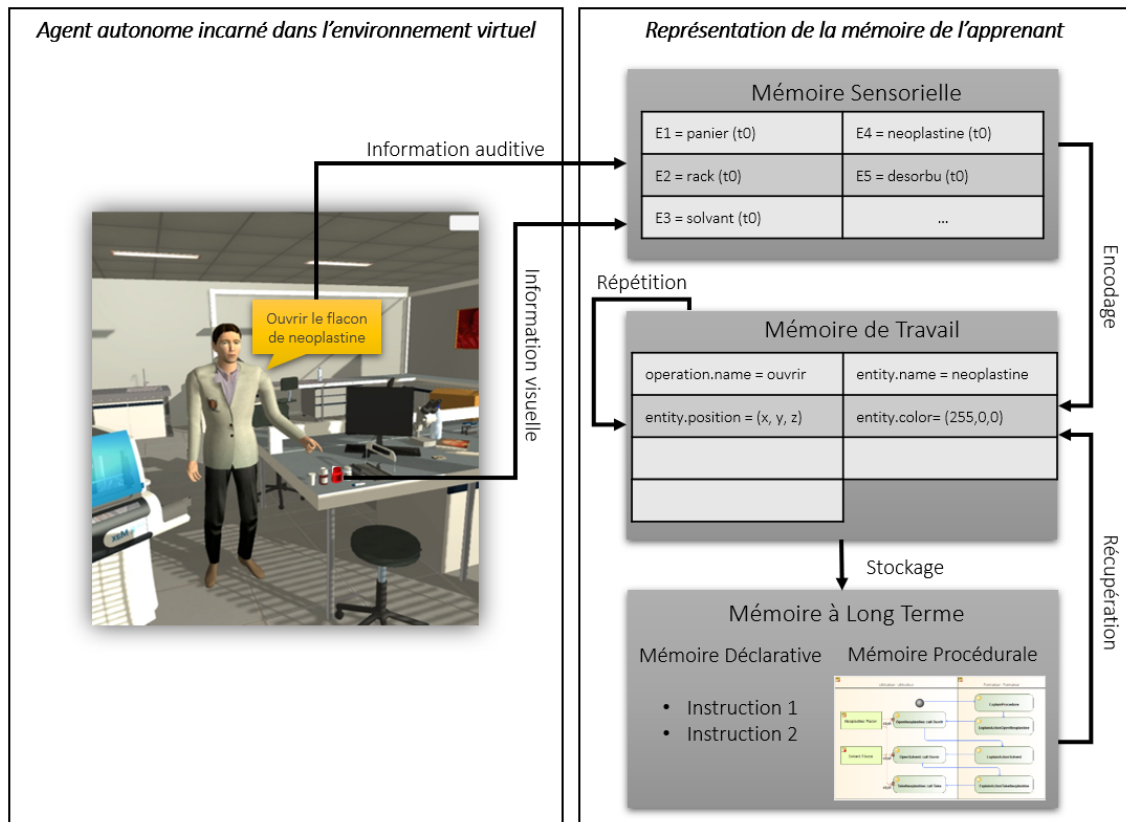 Agent autonome incarné dans l'environnement virtuel
Information auditive
Ouvrir le flacon
de neoplastine
Information visuelle
Représentation de la mémoire de l'apprenant
Mémoire Sensorielle
E1 = panier (t0)
E4 = neoplastine (t0)
E2 = rack (t0)
E5 = desorbu (t0)
E3 = solvant (t0)
...
Encodage
Répétition
Mémoire de Travail
operation.name = ouvrir
entity.name = neoplastine
entity.position = (x, y, z)
entity.color= (255,0,0)
Stockage
Récupération
Mémoire à Long Terme
Mémoire Déclarative
• Instruction 1
• Instruction 2
Mémoire Procédurale